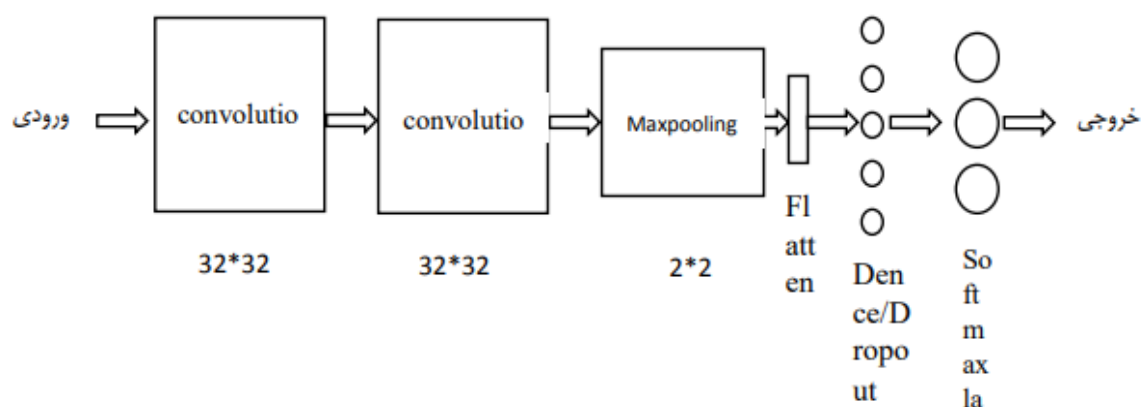 ورودی
convolutio
convolutio
Maxpooling
خروجی
32*32
32*32
2*2
Fl
att
en
Den
ce/D
ropo
ut
So
ft
m
ax
la